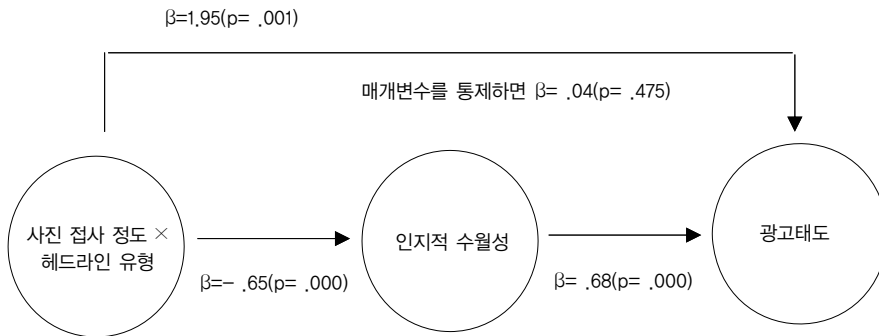 β=1.95(p= .001)
매개변수를 통제하면 β= .04(p= .475)
사진 접사 정도 ×
헤드라인 유형
인지적 수월성
광고태도
β=− .65(p= .000)
β= .68(p= .000)